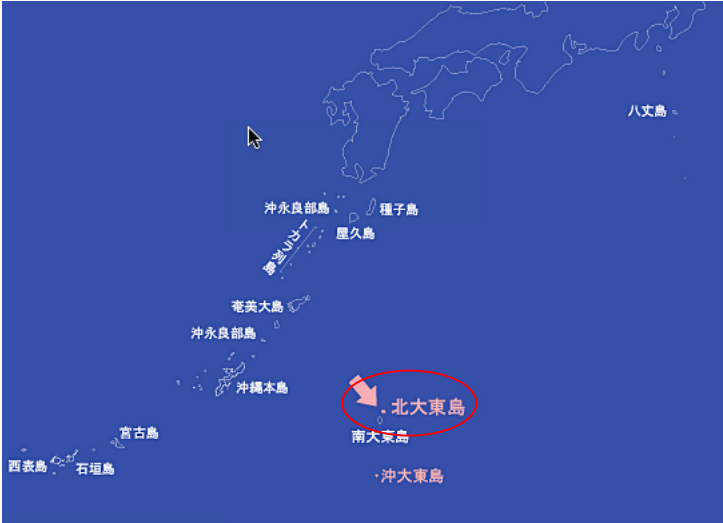 八丈島
沖永良部島
種子島
屋久島
トカラ列島
奄美大島
沖永良部島
沖縄本島
北大東島
宮古島
南大東島
西表島
石垣島
沖大東島